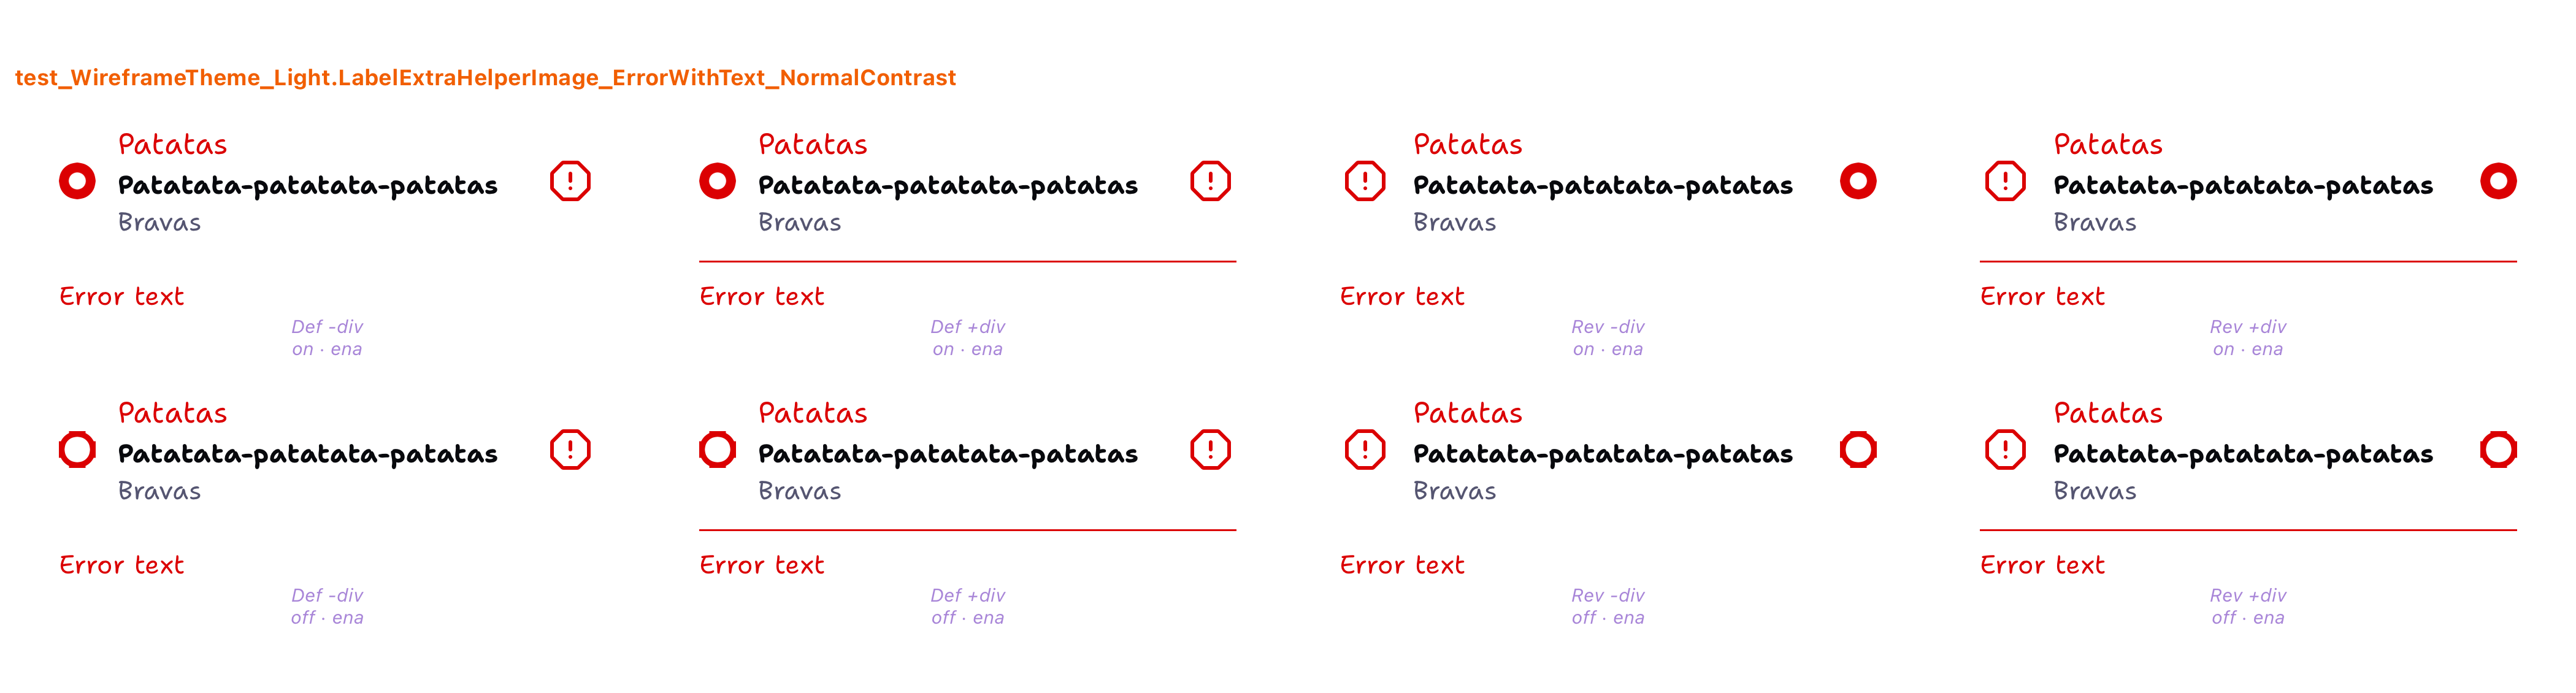 test_WireframeTheme_Light.LabelExtraHelperImage_ErrorWithText_NormalContrast
Patatas
Patatata-patatata-patatas
Bravas
Error text
Def -div
on · ena
Patatas
Patatata-patatata-patatas
Bravas
Error text
Def +div
on · ena
Patatas
Patatata-patatata-patatas
Bravas
Error text
Rev -div
on · ena
Patatas
Patatata-patatata-patatas
Bravas
Error text
Rev +div
on · ena
Patatas
Patatata-patatata-patatas
Bravas
Error text
Def -div
off · ena
Patatas
Patatata-patatata-patatas
Bravas
Error text
Def +div
off · ena
Patatas
Patatata-patatata-patatas
Bravas
Error text
Rev -div
off · ena
Patatas
Patatata-patatata-patatas
Bravas
Error text
Rev +div
off · ena